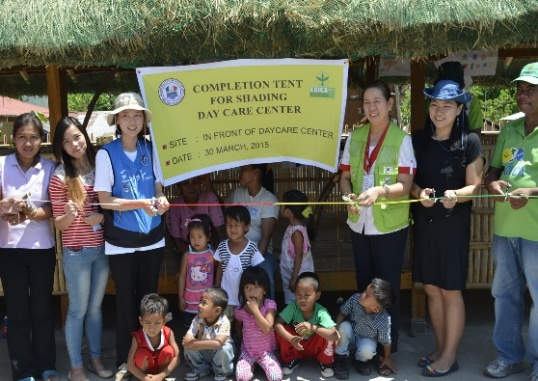 COMPLETION TENT
FOR SHADING
DAY CARE CENTER
• SITE : IN FRONT OF DAYCARE CENTER
• DATE : 30 MARCH, 2015